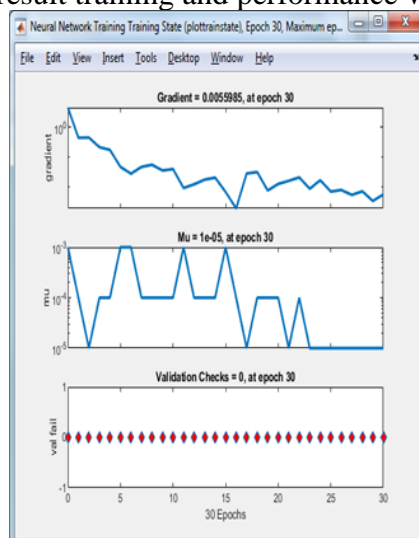 result training and performance
Neural Network Training Training State (plottrainstate), Epoch 30, Maximum ep...
File Edit View Insert Tools Desktop Window Help
Gradient = 0.0055985, at epoch 30
10^0
gradient
Mu = 1e-05, at epoch 30
10^-3
10^-4
10^-5
mu
Validation Checks = 0, at epoch 30
1
0
-1
val fail
0 5 10 15 20 25 30
30 Epochs